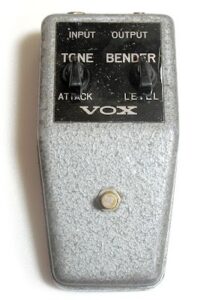 INPUT OUTPUT
TONE BENDER
ATTACK LEVEL
VOX